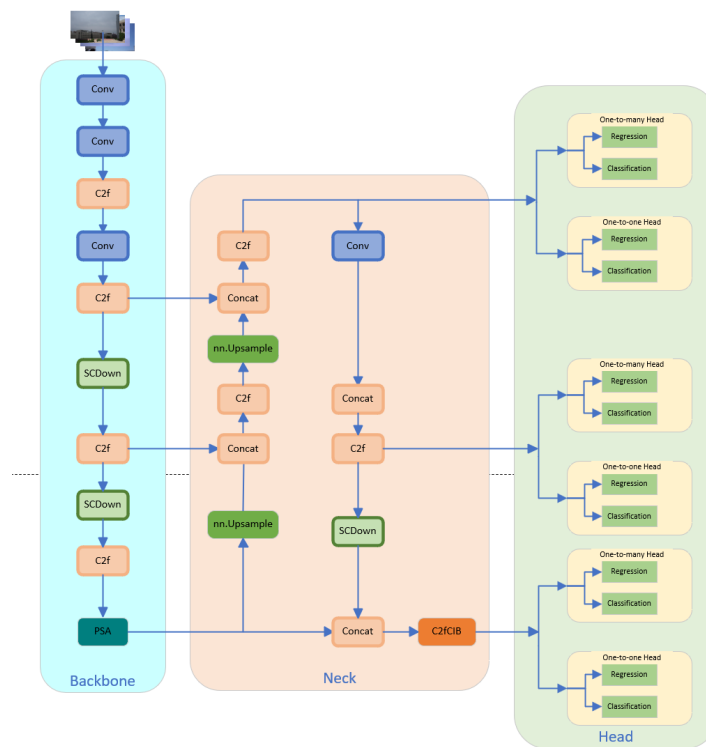 Conv
Conv
C2f
Conv
C2f
SCDown
C2f
SCDown
C2f
PSA
Backbone
C2f
Concat
nn.Upsample
C2f
Concat
nn.Upsample
Conv
Concat
C2f
SCDown
Concat
C2fCIB
Neck
One-to-many Head
Regression
Classification
One-to-one Head
Regression
Classification
One-to-many Head
Regression
Classification
One-to-one Head
Regression
Classification
One-to-many Head
Regression
Classification
One-to-one Head
Regression
Classification
Head